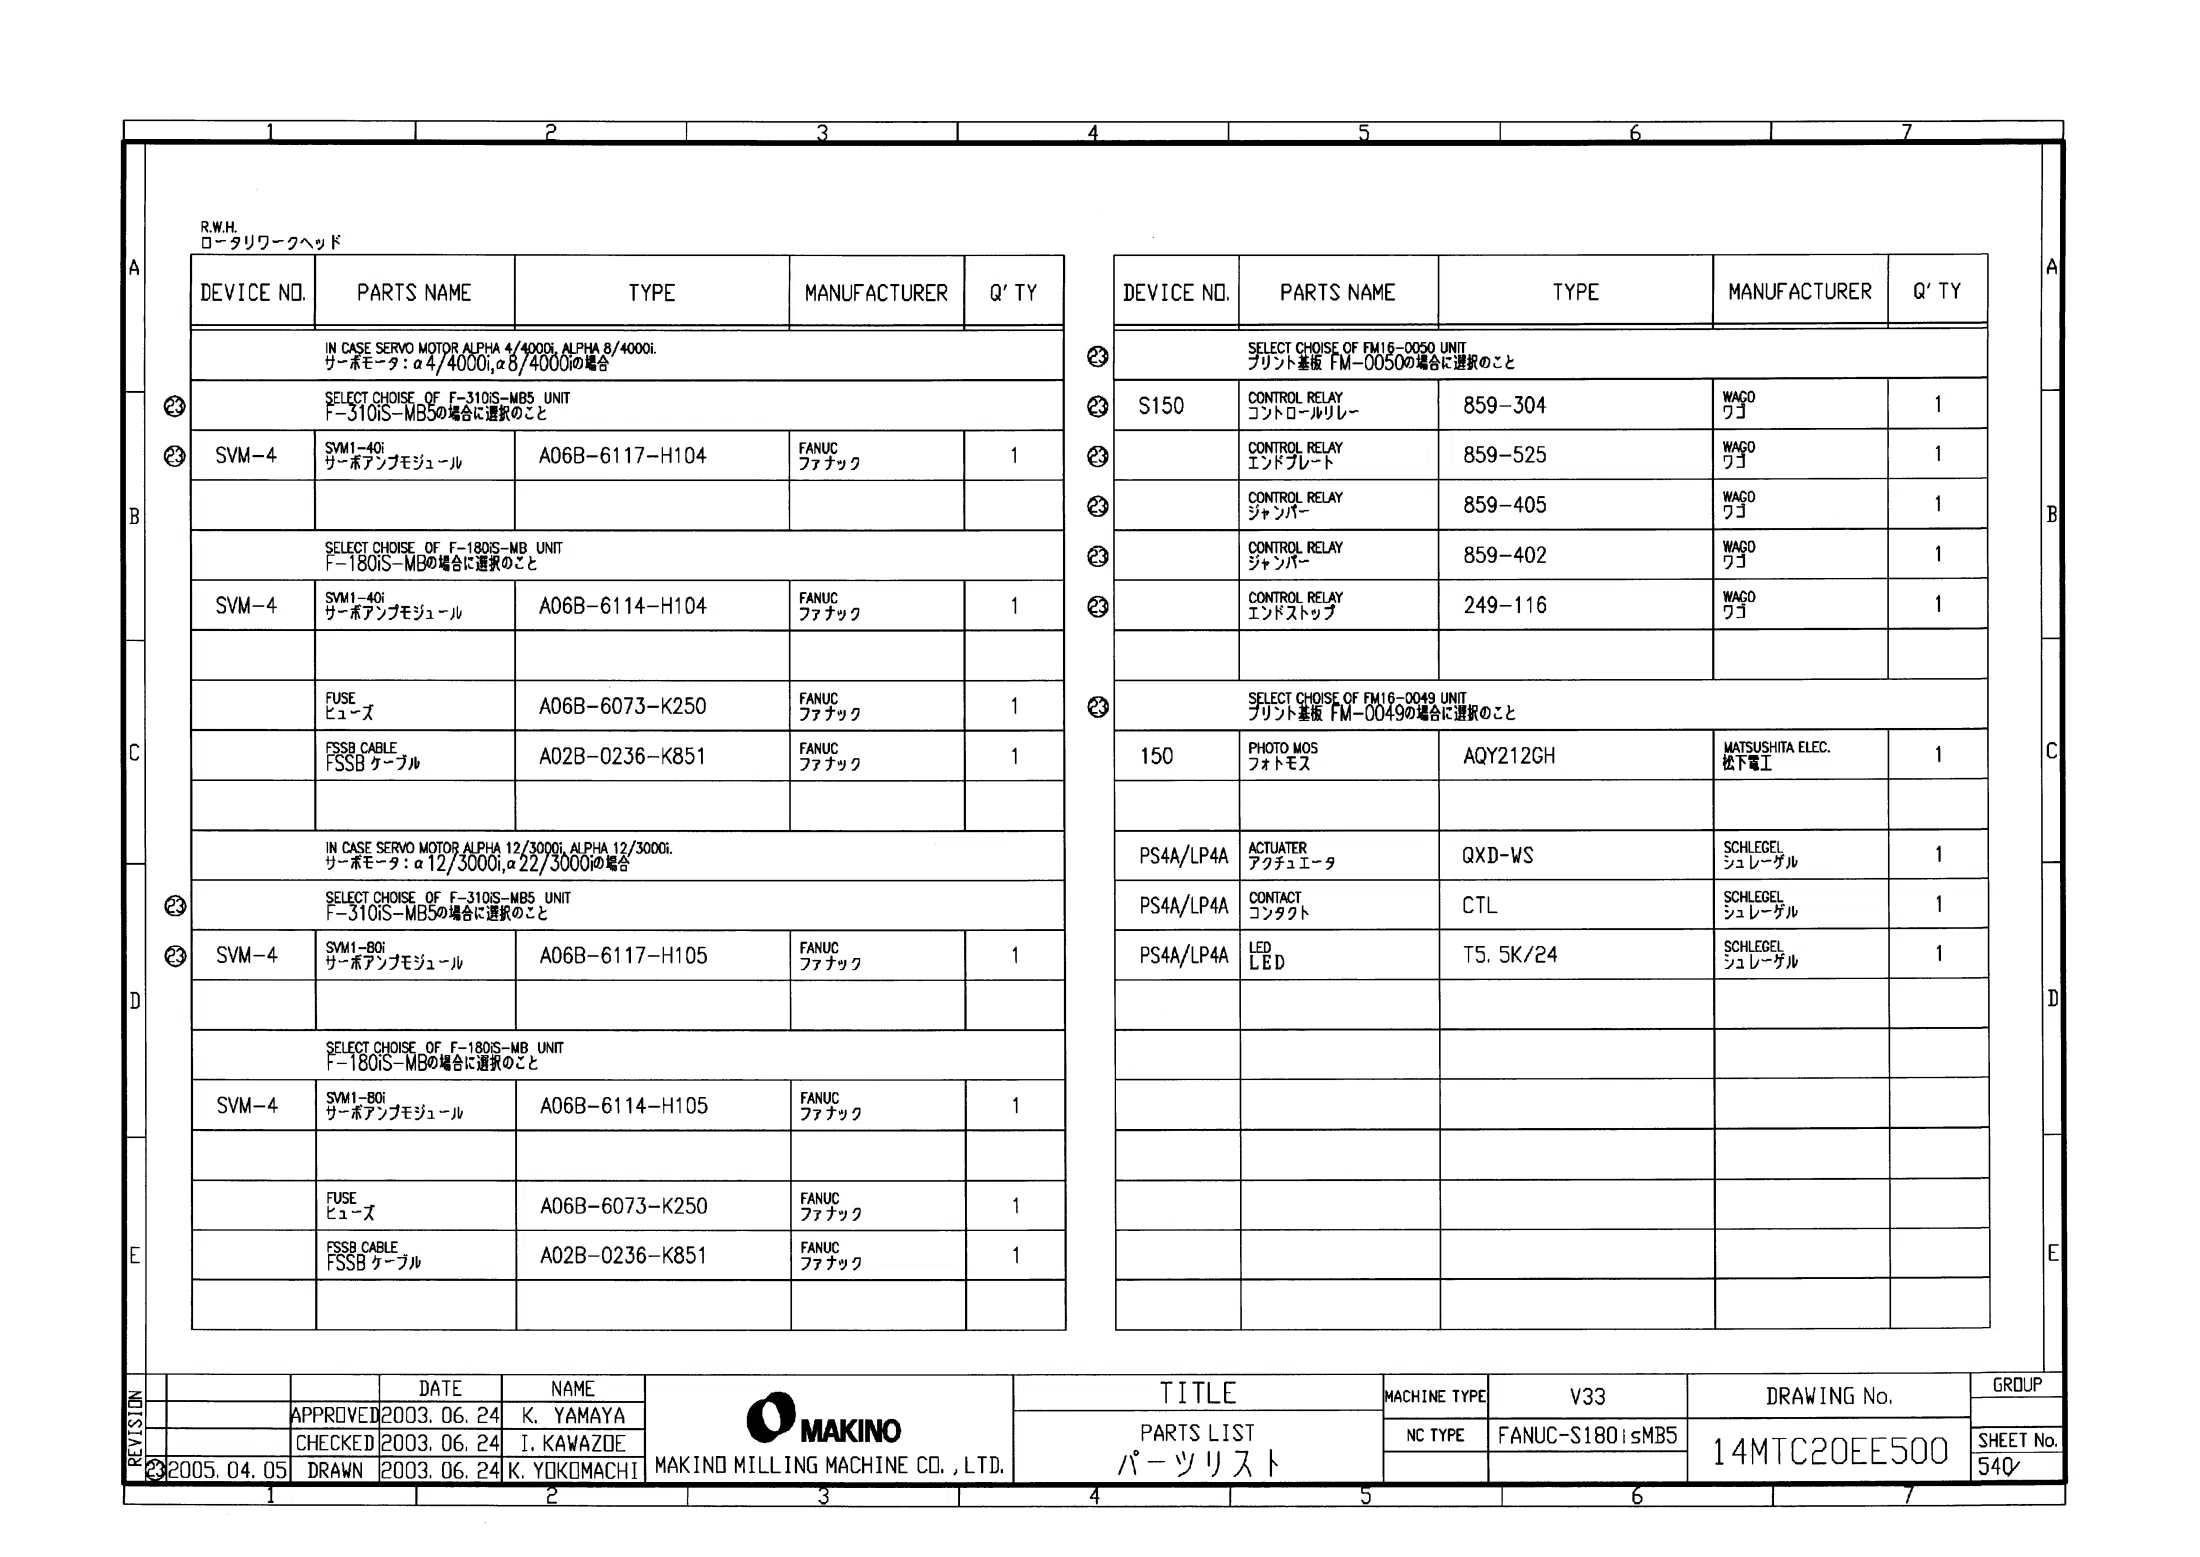 1 2 3 4 5 6 7
R.W.H.
ロータリワークヘッド
DEVICE NO. PARTS NAME TYPE MANUFACTURER Q'TY
IN CASE SERVO MOTOR ALPHA 4/4000i, ALPHA 8/4000i.
サーボモータ：α4/4000i,α8/4000iの場合
㉓ SELECT CHOISE OF F-310iS-MB5 UNIT
F-310iS-MB5の場合に選択のこと
㉓ SVM-4 SVM1-40i A06B-6117-H104 FANUC 1
サーボアンプモジュール ファナック
SELECT CHOISE OF F-180iS-MB UNIT
F-180iS-MBの場合に選択のこと
SVM-4 SVM1-40i A06B-6114-H104 FANUC 1
サーボアンプモジュール ファナック
FUSE A06B-6073-K250 FANUC 1
ヒューズ ファナック
FSSB CABLE A02B-0236-K851 FANUC 1
FSSB ケーブル ファナック
IN CASE SERVO MOTOR ALPHA 12/3000i, ALPHA 12/3000i.
サーボモータ：α12/3000i,α22/3000iの場合
㉓ SELECT CHOISE OF F-310iS-MB5 UNIT
F-310iS-MB5の場合に選択のこと
㉓ SVM-4 SVM1-80i A06B-6117-H105 FANUC 1
サーボアンプモジュール ファナック
SELECT CHOISE OF F-180iS-MB UNIT
F-180iS-MBの場合に選択のこと
SVM-4 SVM1-80i A06B-6114-H105 FANUC 1
サーボアンプモジュール ファナック
FUSE A06B-6073-K250 FANUC 1
ヒューズ ファナック
FSSB CABLE A02B-0236-K851 FANUC 1
FSSB ケーブル ファナック
DEVICE NO. PARTS NAME TYPE MANUFACTURER Q'TY
㉓ SELECT CHOISE OF FM16-0050 UNIT
プリント基板 FM-0050の場合に選択のこと
㉓ S150 CONTROL RELAY 859-304 WAGO 1
コントロールリレー ワゴ
㉓ CONTROL RELAY 859-525 WAGO 1
エンドプレート ワゴ
㉓ CONTROL RELAY 859-405 WAGO 1
ジャンパー ワゴ
㉓ CONTROL RELAY 859-402 WAGO 1
ジャンパー ワゴ
㉓ CONTROL RELAY 249-116 WAGO 1
エンドストップ ワゴ
㉓ SELECT CHOISE OF FM16-0049 UNIT
プリント基板 FM-0049の場合に選択のこと
150 PHOTO MOS AQY212GH MATSUSHITA ELEC. 1
フォトモス 松下電工
PS4A/LP4A ACTUATER QXD-WS SCHLEGEL 1
アクチュエータ シュレーゲル
PS4A/LP4A CONTACT CTL SCHLEGEL 1
コンタクト シュレーゲル
PS4A/LP4A LED T5.5K/24 SCHLEGEL 1
LED シュレーゲル
A A
B B
C C
D D
E E
REVISION
DATE NAME
APPROVED 2003.06.24 K. YAMAYA
CHECKED 2003.06.24 I. KAWAZOE
㉓ 2005.04.05 DRAWN 2003.06.24 K. YOKOMACHI
MAKINO
MAKINO MILLING MACHINE CO.,LTD.
TITLE
PARTS LIST
パーツリスト
MACHINE TYPE V33
NC TYPE FANUC-S180isMB5
DRAWING No.
14MTC20EE500
GROUP
SHEET No.
540/
1 2 3 4 5 6 7